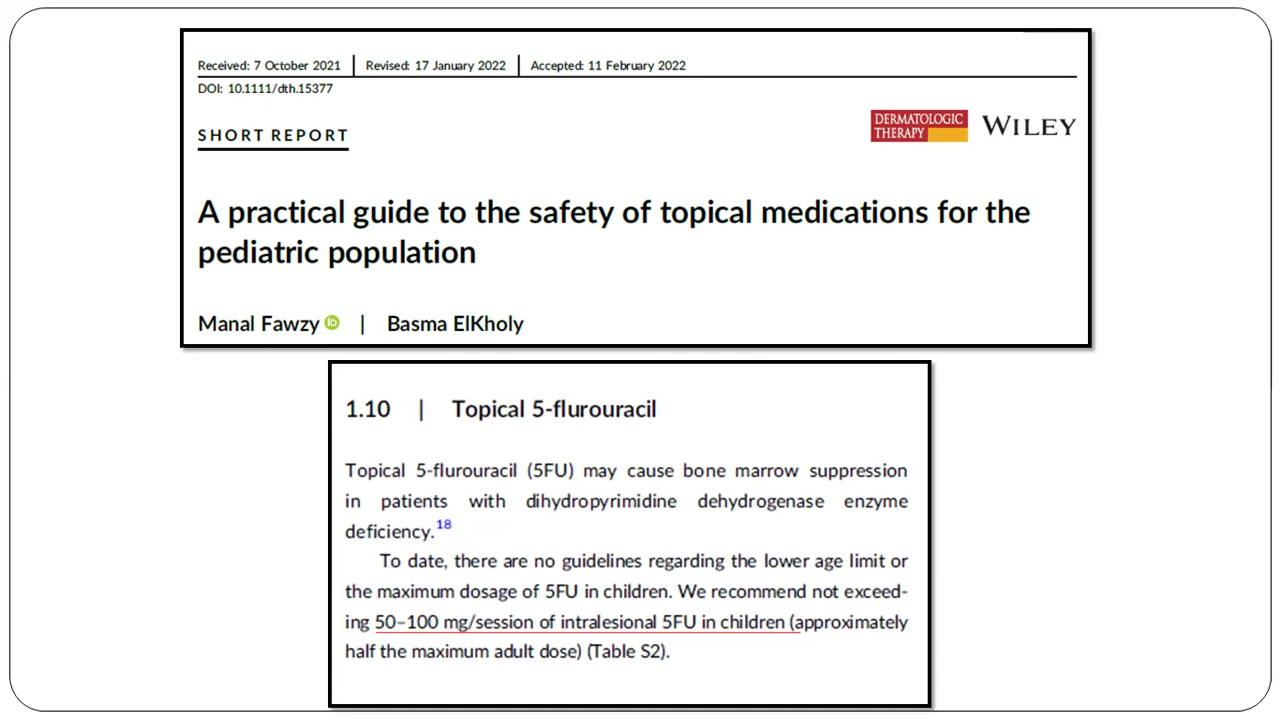 Received: 7 October 2021 | Revised: 17 January 2022 | Accepted: 11 February 2022
DOI: 10.1111/dth.15377
SHORT REPORT
DERMATOLOGIC
THERAPY
WILEY
A practical guide to the safety of topical medications for the
pediatric population
Manal Fawzy iD | Basma ElKholy
1.10 | Topical 5-flurouracil
Topical 5-flurouracil (5FU) may cause bone marrow suppression
in patients with dihydropyrimidine dehydrogenase enzyme
deficiency.18
To date, there are no guidelines regarding the lower age limit or
the maximum dosage of 5FU in children. We recommend not exceed-
ing 50–100 mg/session of intralesional 5FU in children (approximately
half the maximum adult dose) (Table S2).